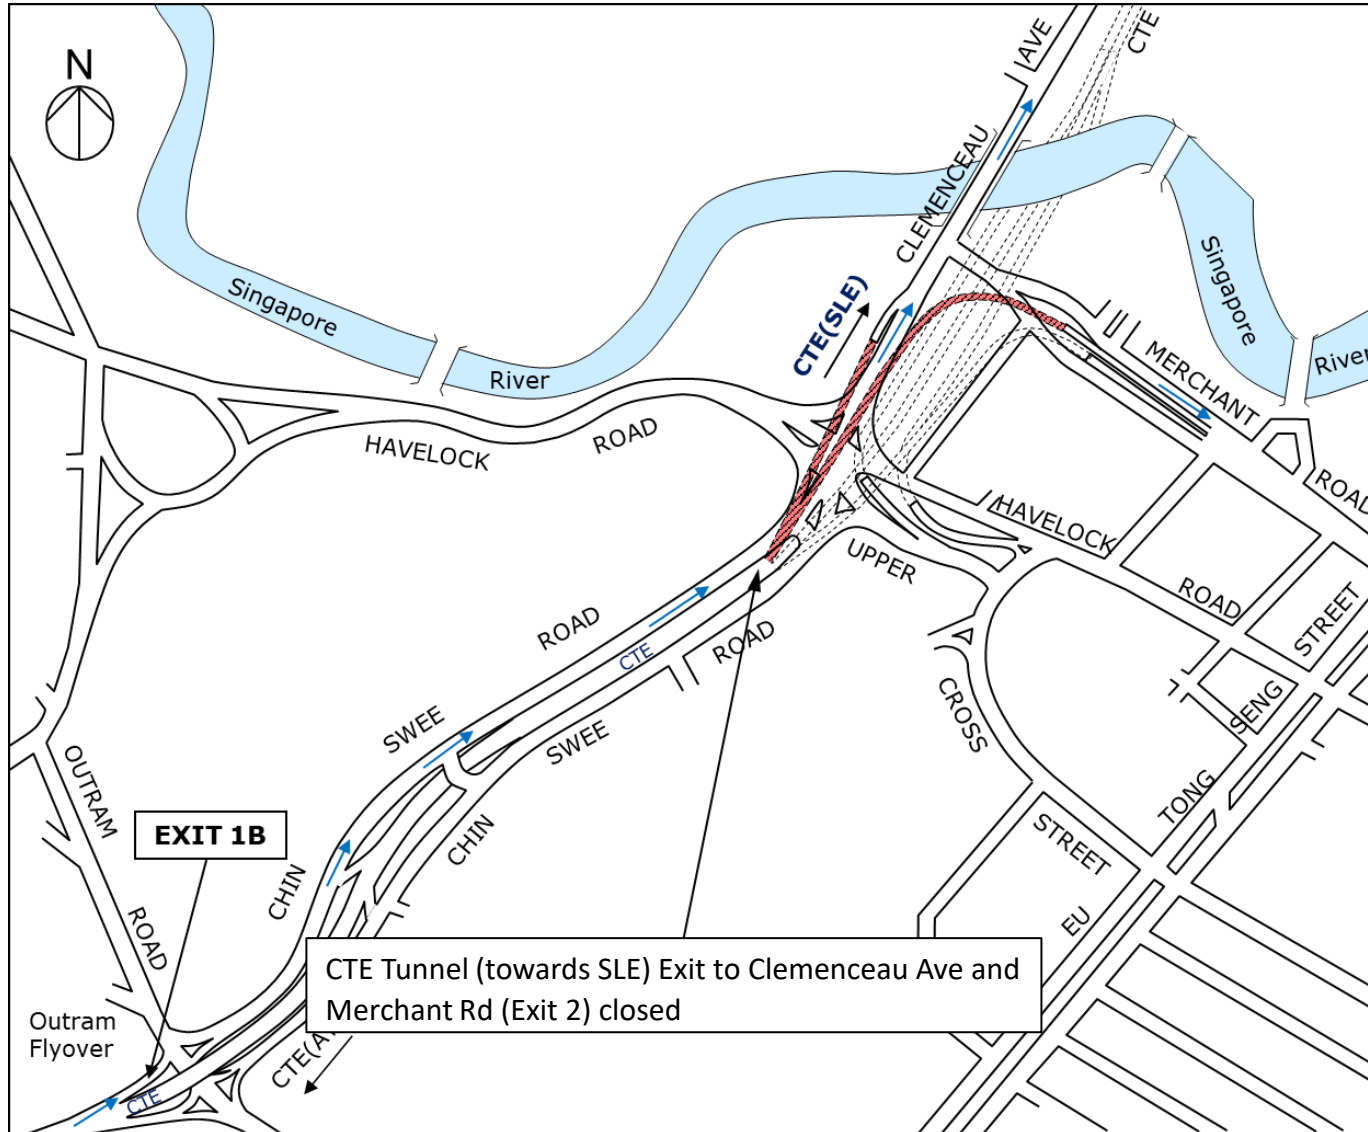 N
AVE
CTE
CLEMENCEAU
CTE(SLE)
Singapore
River
Singapore
River
MERCHANT
ROAD
HAVELOCK
ROAD
HAVELOCK
ROAD
UPPER
CROSS
STREET
ROAD
CTE
ROAD
SWEE
SWEE
CHIN
CHIN
OUTRAM
ROAD
EXIT 1B
STREET
SENG
TONG
EU
CTE Tunnel (towards SLE) Exit to Clemenceau Ave and
Merchant Rd (Exit 2) closed
Outram
Flyover
CTE